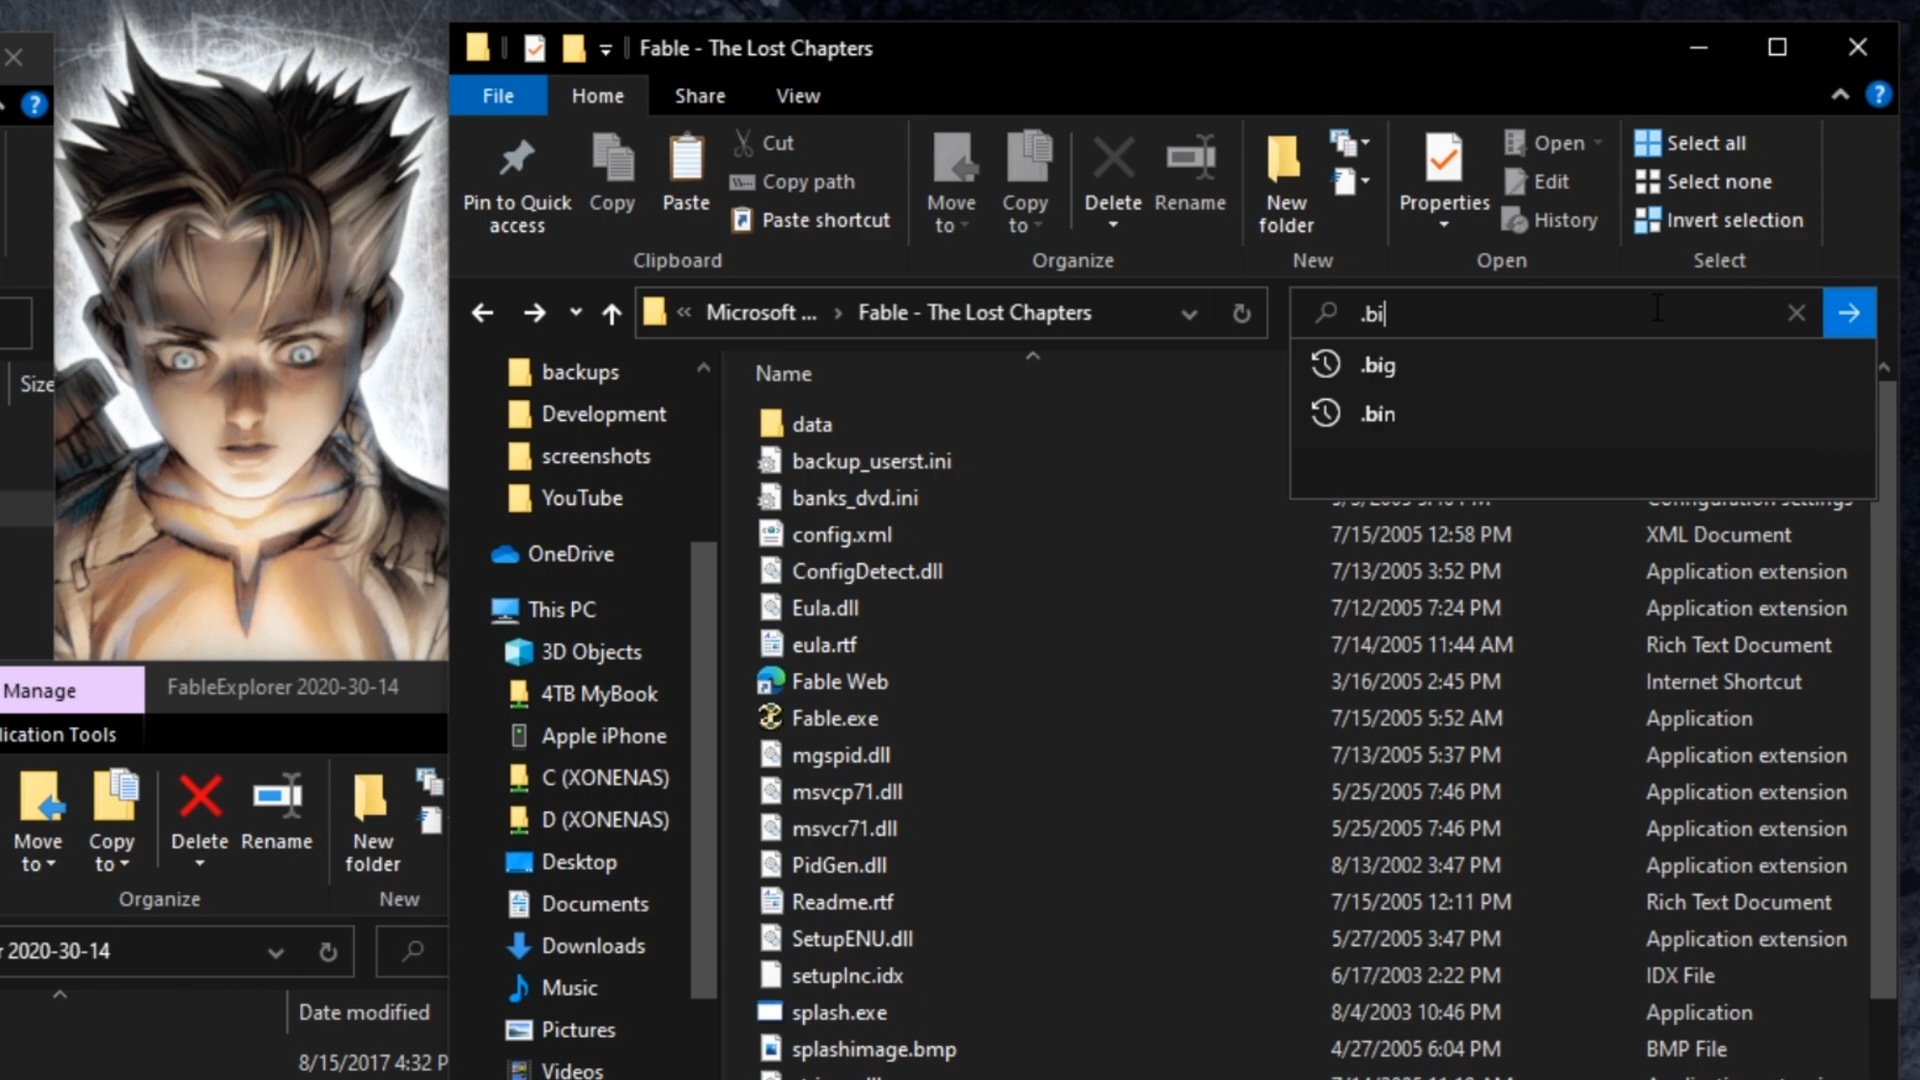 Fable - The Lost Chapters
File Home Share View
Pin to Quick access
Copy
Paste
Cut
Copy path
Paste shortcut
Clipboard
Move to
Copy to
Delete
Rename
Organize
New folder
New
Properties
Open
Edit
History
Open
Select all
Select none
Invert selection
Select
« Microsoft ... › Fable - The Lost Chapters
.bi
.big
.bin
Size
backups
Development
screenshots
YouTube
OneDrive
This PC
3D Objects
4TB MyBook
Apple iPhone
C (XONENAS)
D (XONENAS)
Desktop
Documents
Downloads
Music
Pictures
Videos
Name
data
backup_userst.ini
banks_dvd.ini
config.xml 7/15/2005 12:58 PM XML Document
ConfigDetect.dll 7/13/2005 3:52 PM Application extension
Eula.dll 7/12/2005 7:24 PM Application extension
eula.rtf 7/14/2005 11:44 AM Rich Text Document
Fable Web 3/16/2005 2:45 PM Internet Shortcut
Fable.exe 7/15/2005 5:52 AM Application
mgspid.dll 7/13/2005 5:37 PM Application extension
msvcp71.dll 5/25/2005 7:46 PM Application extension
msvcr71.dll 5/25/2005 7:46 PM Application extension
PidGen.dll 8/13/2002 3:47 PM Application extension
Readme.rtf 7/15/2005 12:11 PM Rich Text Document
SetupENU.dll 5/27/2005 3:47 PM Application extension
setupInc.idx 6/17/2003 2:22 PM IDX File
splash.exe 8/4/2003 10:46 PM Application
splashimage.bmp 4/27/2005 6:04 PM BMP File
Manage
FableExplorer 2020-30-14
lication Tools
Move to
Copy to
Delete
Rename
New folder
Organize
New
r 2020-30-14
Date modified
8/15/2017 4:32 P